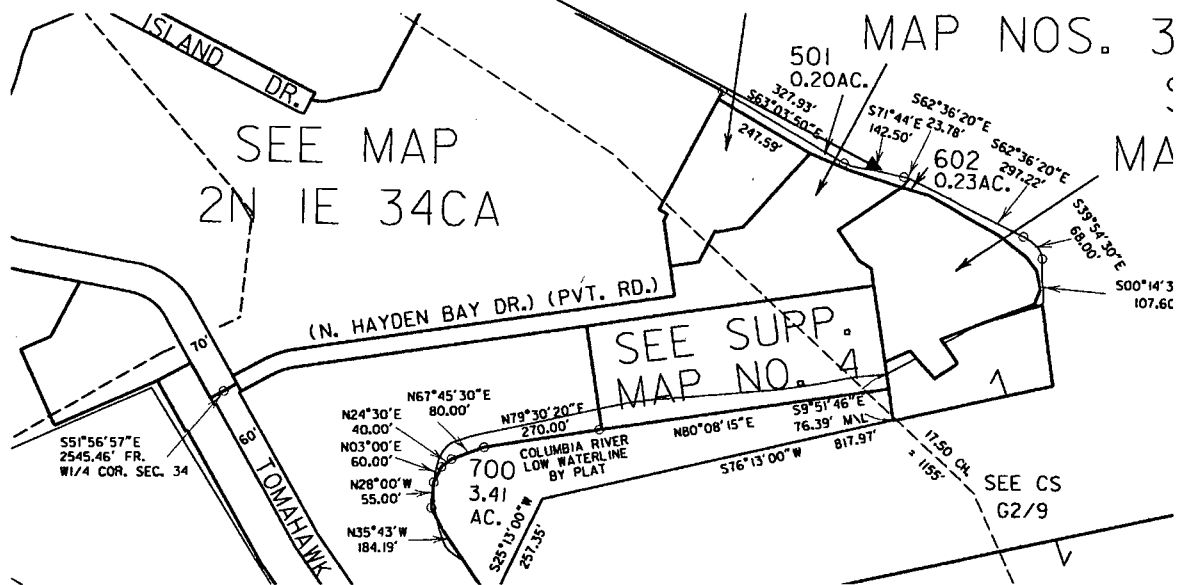 ISLAND DR.
SEE MAP
2N 1E 34CA
501
0.20AC.
MAP NOS. 3
327.93'
S63°03'50"E
247.59'
S71°44'E
142.50'
S62°36'20"E
23.78'
602
0.23AC.
S62°36'20"E
297.22'
MA
S39°54'30"E
68.00'
S00°14'3
107.60
(N. HAYDEN BAY DR.) (PVT. RD.)
SEE SURP.
MAP NO. 4
70'
60'
TOMAHAWK
S51°56'57"E
2545.46' FR.
W1/4 COR. SEC. 34
N24°30'E
40.00'
N67°45'30"E
80.00'
N03°00'E
60.00'
N28°00'W
55.00'
N35°43'W
184.19'
N79°30'20"E
270.00'
COLUMBIA RIVER
LOW WATERLINE
BY PLAT
700
3.41
AC.
N80°08'15"E
S9°51'46"E
76.39' M\L
817.97'
S76°13'00"W
S25°13'00"W
257.35'
17.50 CH.
= 1155'
SEE CS
G2/9